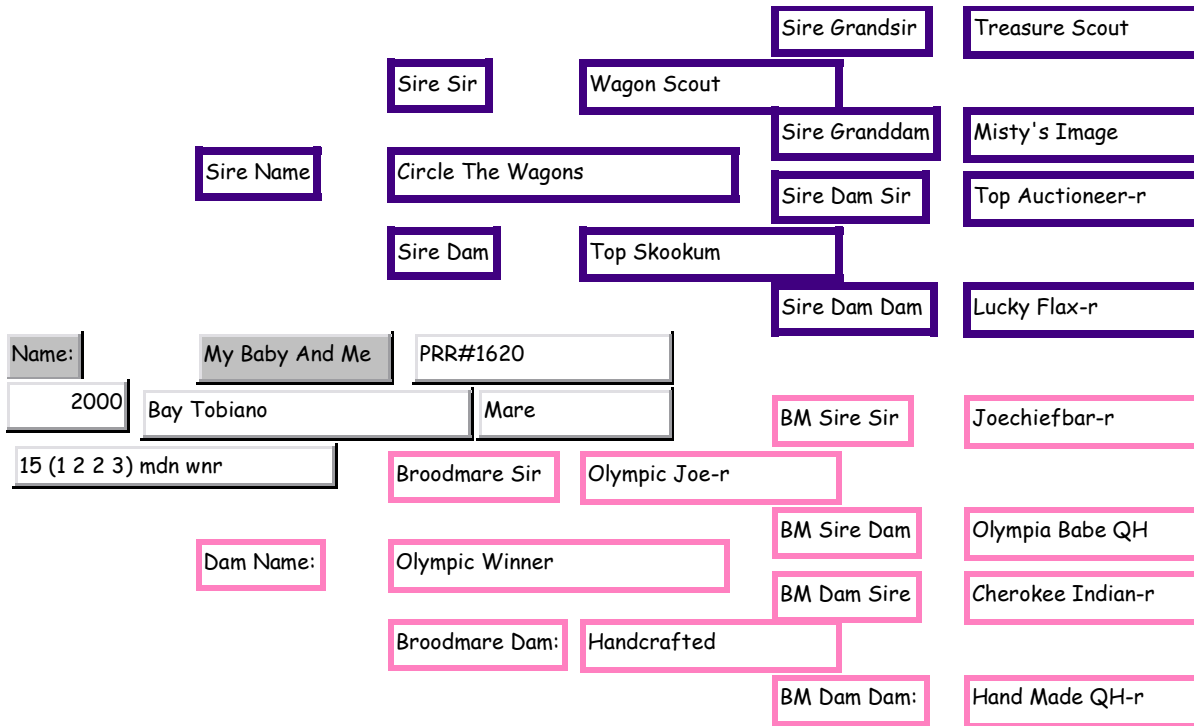 Sire Grandsir Treasure Scout
Sire Sir Wagon Scout
Sire Granddam Misty's Image
Sire Name Circle The Wagons
Sire Dam Sir Top Auctioneer-r
Sire Dam Top Skookum
Sire Dam Dam Lucky Flax-r
Name: My Baby And Me PRR#1620
2000 Bay Tobiano Mare
BM Sire Sir Joechiefbar-r
15 (1 2 2 3) mdn wnr
Broodmare Sir Olympic Joe-r
BM Sire Dam Olympia Babe QH
Dam Name: Olympic Winner
BM Dam Sire Cherokee Indian-r
Broodmare Dam: Handcrafted
BM Dam Dam: Hand Made QH-r